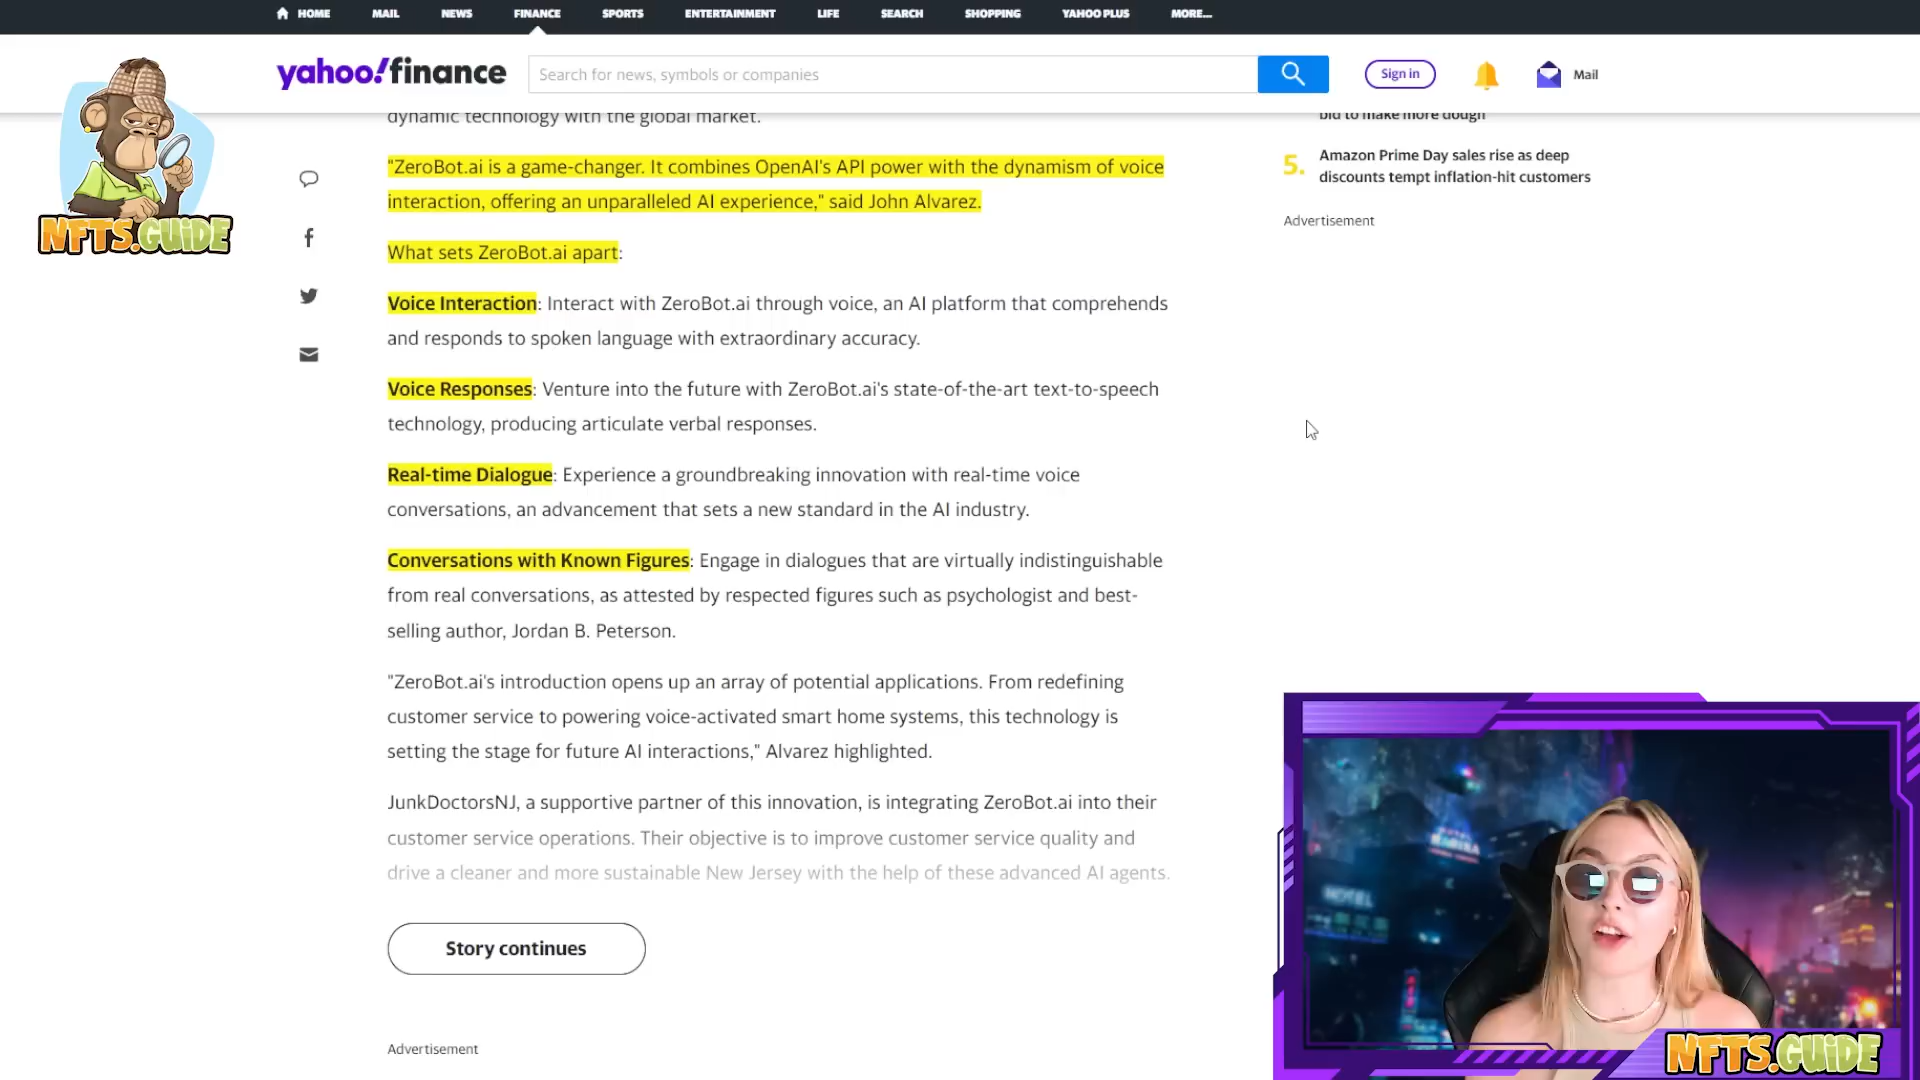 HOME MAIL NEWS FINANCE SPORTS ENTERTAINMENT LIFE SEARCH SHOPPING YAHOO PLUS MORE...
yahoo!finance
Search for news, symbols or companies
Sign in
Mail
NFTS.GUiDE
dynamic technology with the global market.
"ZeroBot.ai is a game-changer. It combines OpenAI's API power with the dynamism of voice
interaction, offering an unparalleled AI experience," said John Alvarez.
What sets ZeroBot.ai apart:
Voice Interaction: Interact with ZeroBot.ai through voice, an AI platform that comprehends
and responds to spoken language with extraordinary accuracy.
Voice Responses: Venture into the future with ZeroBot.ai's state-of-the-art text-to-speech
technology, producing articulate verbal responses.
Real-time Dialogue: Experience a groundbreaking innovation with real-time voice
conversations, an advancement that sets a new standard in the AI industry.
Conversations with Known Figures: Engage in dialogues that are virtually indistinguishable
from real conversations, as attested by respected figures such as psychologist and best-
selling author, Jordan B. Peterson.
"ZeroBot.ai's introduction opens up an array of potential applications. From redefining
customer service to powering voice-activated smart home systems, this technology is
setting the stage for future AI interactions," Alvarez highlighted.
JunkDoctorsNJ, a supportive partner of this innovation, is integrating ZeroBot.ai into their
customer service operations. Their objective is to improve customer service quality and
drive a cleaner and more sustainable New Jersey with the help of these advanced AI agents.
Story continues
Advertisement
bid to make more dough
5. Amazon Prime Day sales rise as deep
discounts tempt inflation-hit customers
Advertisement
HOTEL
NFTS.GUiDE